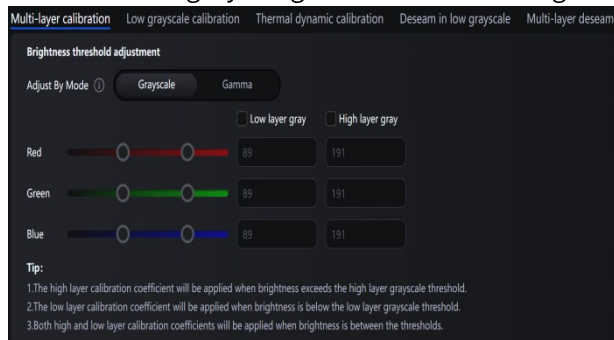 Multi-layer calibration Low grayscale calibration Thermal dynamic calibration Deseam in low grayscale Multi-layer deseam
Brightness threshold adjustment
Adjust By Mode Grayscale Gamma
Low layer gray High layer gray
Red 89 191
Green 89 191
Blue 89 191
Tip:
1.The high layer calibration coefficient will be applied when brightness exceeds the high layer grayscale threshold.
2.The low layer calibration coefficient will be applied when brightness is below the low layer grayscale threshold.
3.Both high and low layer calibration coefficients will be applied when brightness is between the thresholds.